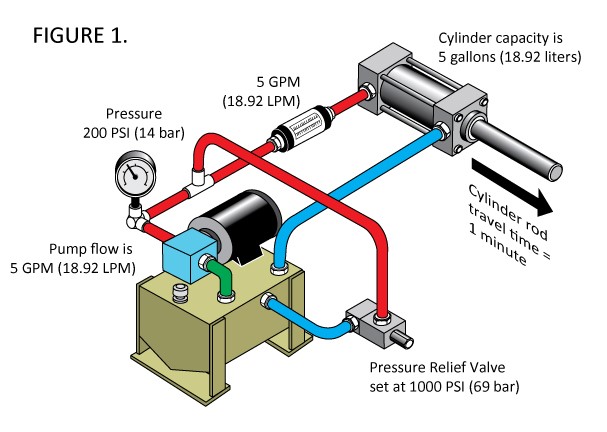 FIGURE 1.
Cylinder capacity is
5 gallons (18.92 liters)
5 GPM
(18.92 LPM)
Pressure
200 PSI (14 bar)
Cylinder rod
travel time =
1 minute
Pump flow is
5 GPM (18.92 LPM)
Pressure Relief Valve
set at 1000 PSI (69 bar)